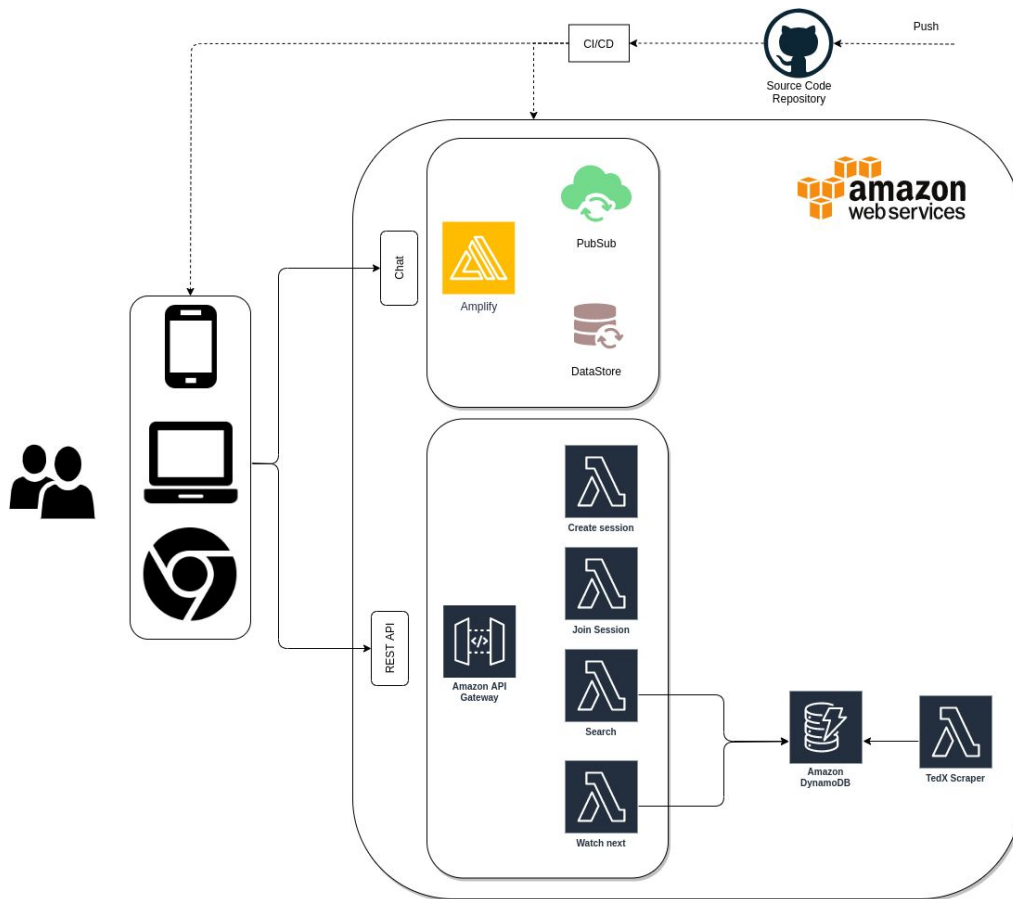 Push
CI/CD
Source Code
Repository
amazon
web services
PubSub
Chat
Amplify
DataStore
Create session
Join Session
REST API
Amazon API
Gateway
Search
Amazon
DynamoDB
TedX Scraper
Watch next